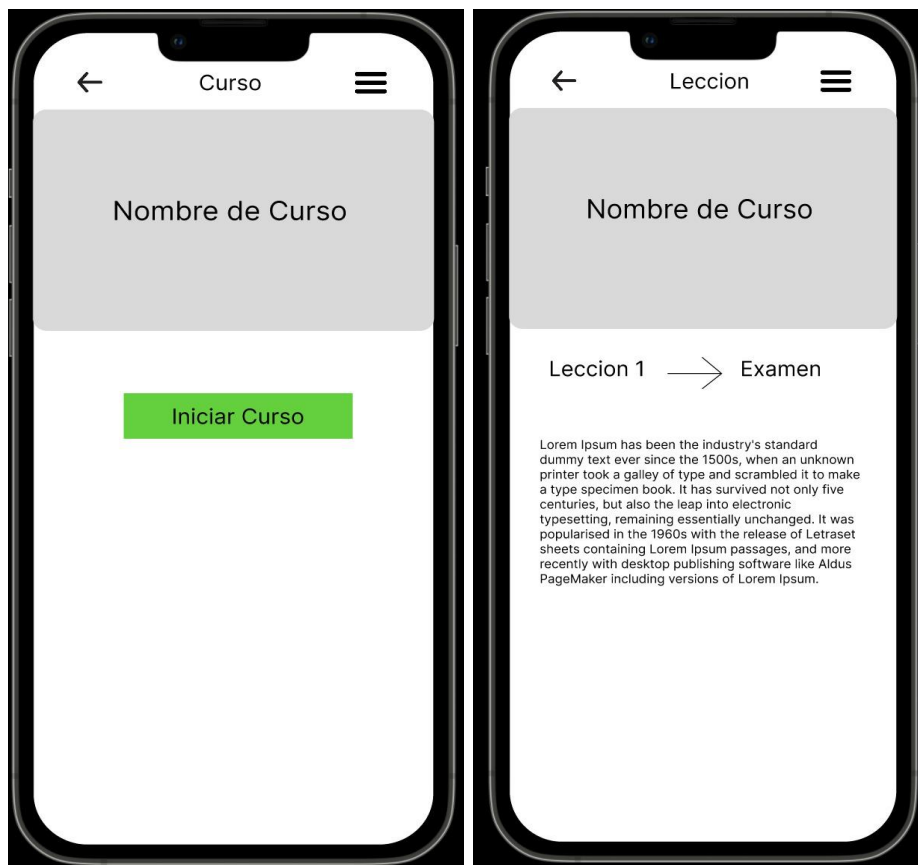 Curso
Nombre de Curso
Iniciar Curso
Leccion
Nombre de Curso
Leccion 1
Examen
Lorem Ipsum has been the industry's standard
dummy text ever since the 1500s, when an unknown
printer took a galley of type and scrambled it to make
a type specimen book. It has survived not only five
centuries, but also the leap into electronic
typesetting, remaining essentially unchanged. It was
popularised in the 1960s with the release of Letraset
sheets containing Lorem Ipsum passages, and more
recently with desktop publishing software like Aldus
PageMaker including versions of Lorem Ipsum.